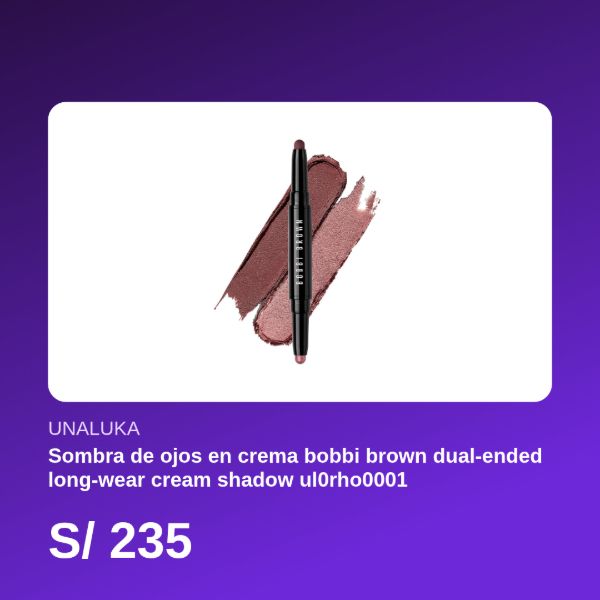 BOBBI BROWN
UNALUKA
Sombra de ojos en crema bobbi brown dual-ended
long-wear cream shadow ul0rho0001
S/ 235